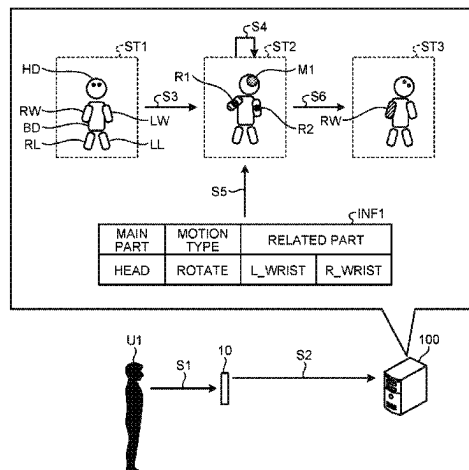 S4
ST1
ST2
ST3
HD
R1
M1
S3
S6
RW
LW
RW
BD
R2
RL
LL
S5
INF1
MAIN PART
MOTION TYPE
RELATED PART
HEAD
ROTATE
L_WRIST
R_WRIST
U1
S1
10
S2
100